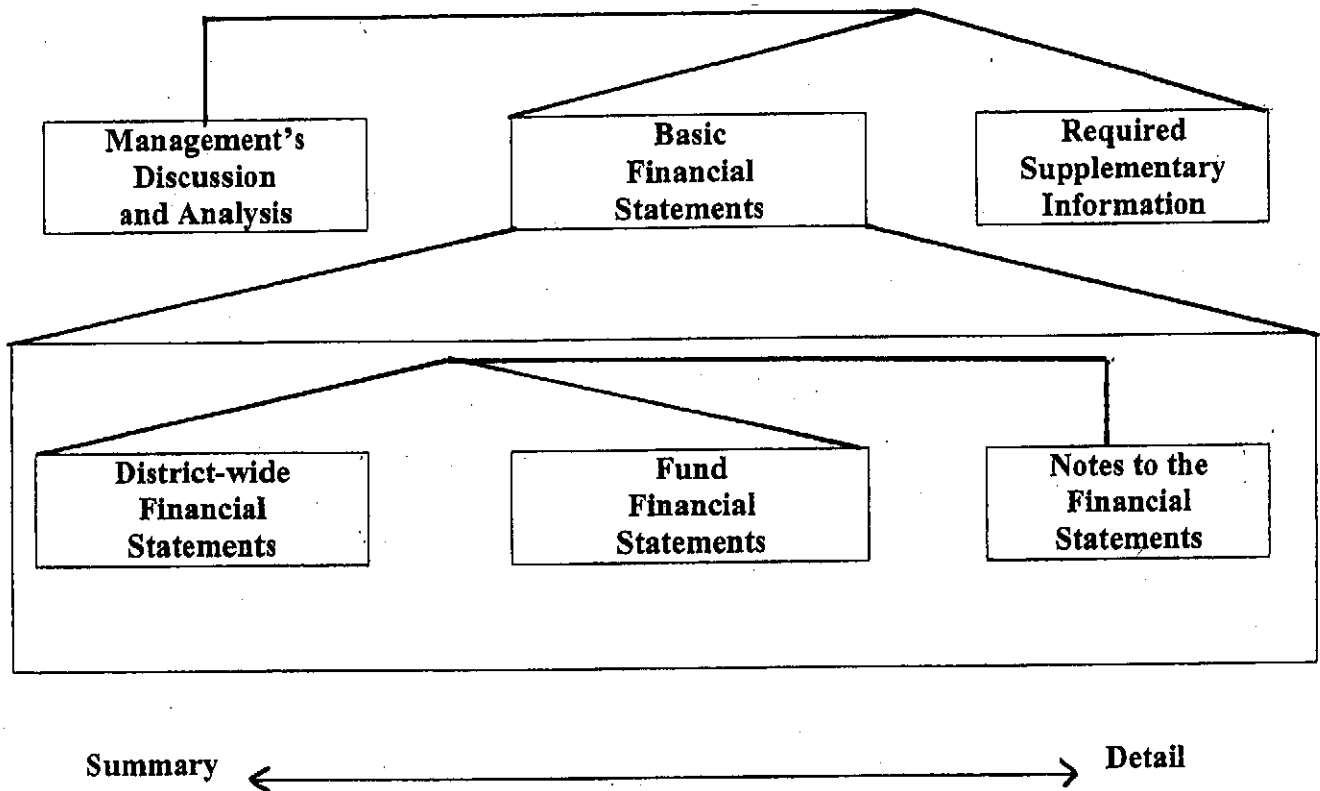 Management's
Discussion
and Analysis
Basic
Financial
Statements
Required
Supplementary
Information
District-wide
Financial
Statements
Fund
Financial
Statements
Notes to the
Financial
Statements
Summary
Detail